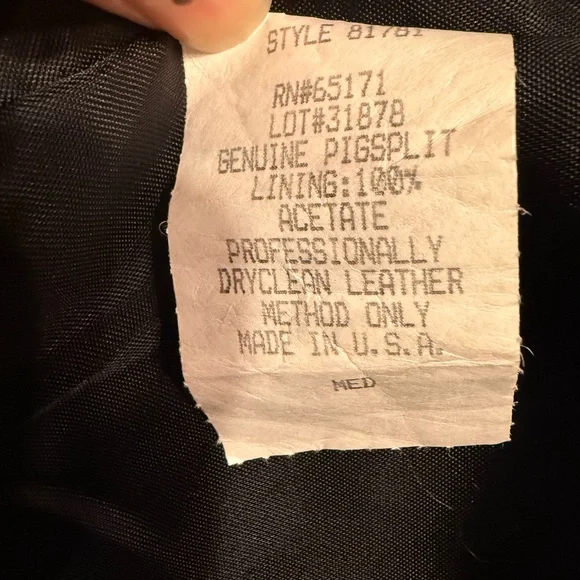 STYLE 81781
RN#65171
LOT#31878
GENUINE PIGSPLIT
LINING:100%
ACETATE
PROFESSIONALLY
DRYCLEAN LEATHER
METHOD ONLY
MADE IN U.S.A.
MED